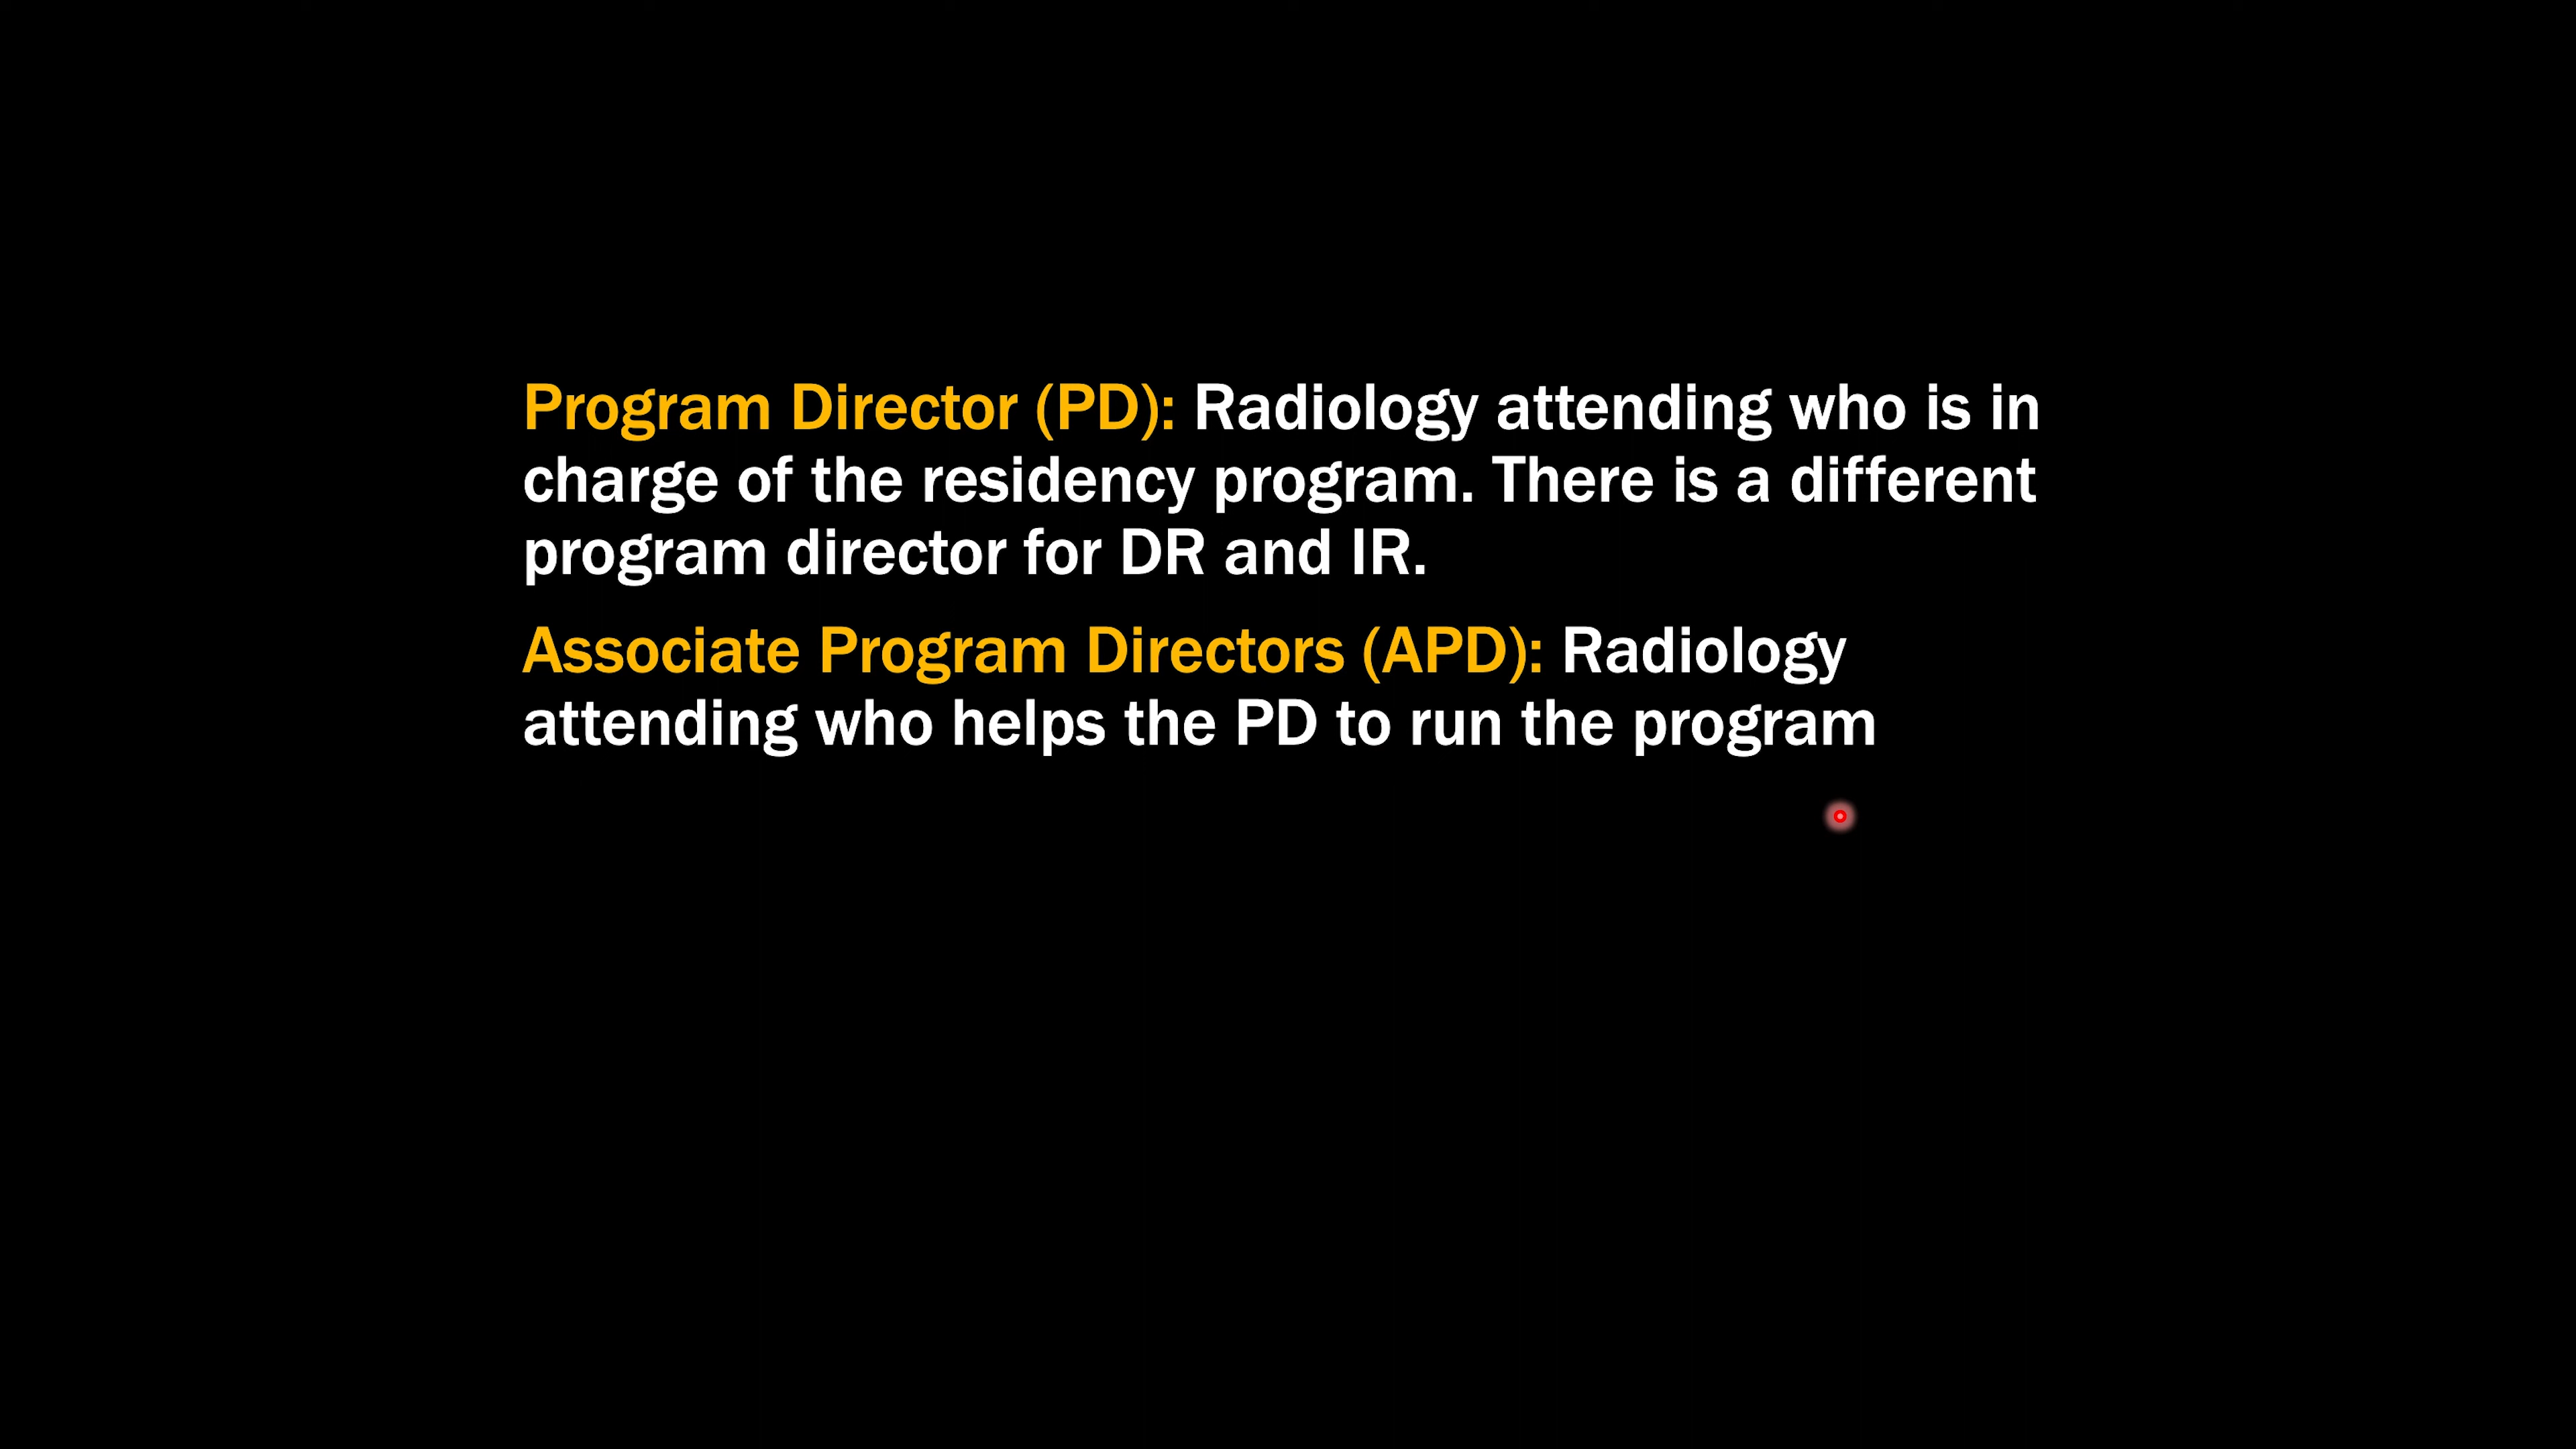 Program Director (PD): Radiology attending who is in
charge of the residency program. There is a different
program director for DR and IR.
Associate Program Directors (APD): Radiology
attending who helps the PD to run the program